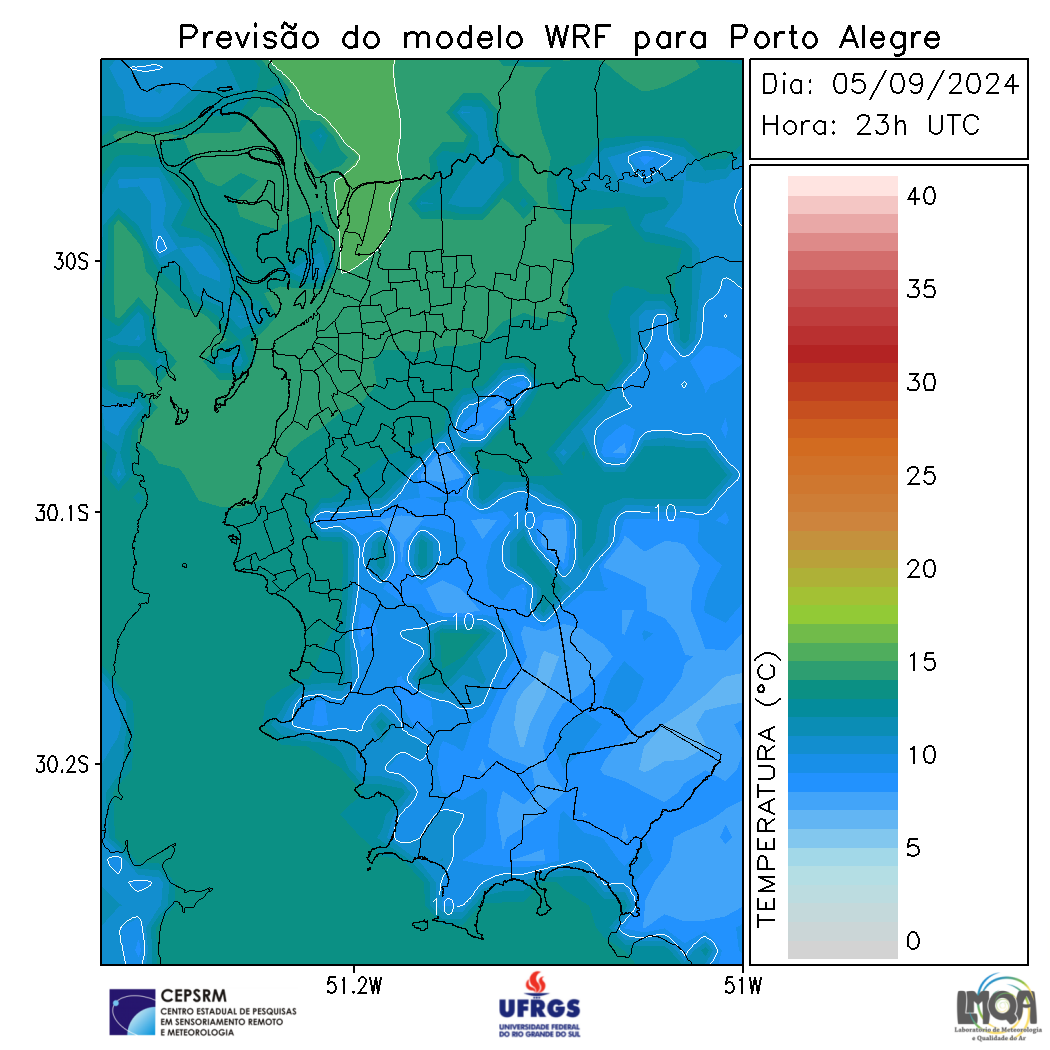 Previsão do modelo WRF para Porto Alegre
Dia: 05/09/2024
Hora: 23h UTC
40
35
30
25
20
15
10
5
0
TEMPERATURA (°C)
30S
30.1S
30.2S
51.2W
51W
10
10
10
10
CEPSRM
CENTRO ESTADUAL DE PESQUISAS
EM SENSORIAMENTO REMOTO
E METEOROLOGIA
UFRGS
UNIVERSIDADE FEDERAL
DO RIO GRANDE DO SUL
LMQA
Laboratório de Meteorologia
e Qualidade do Ar